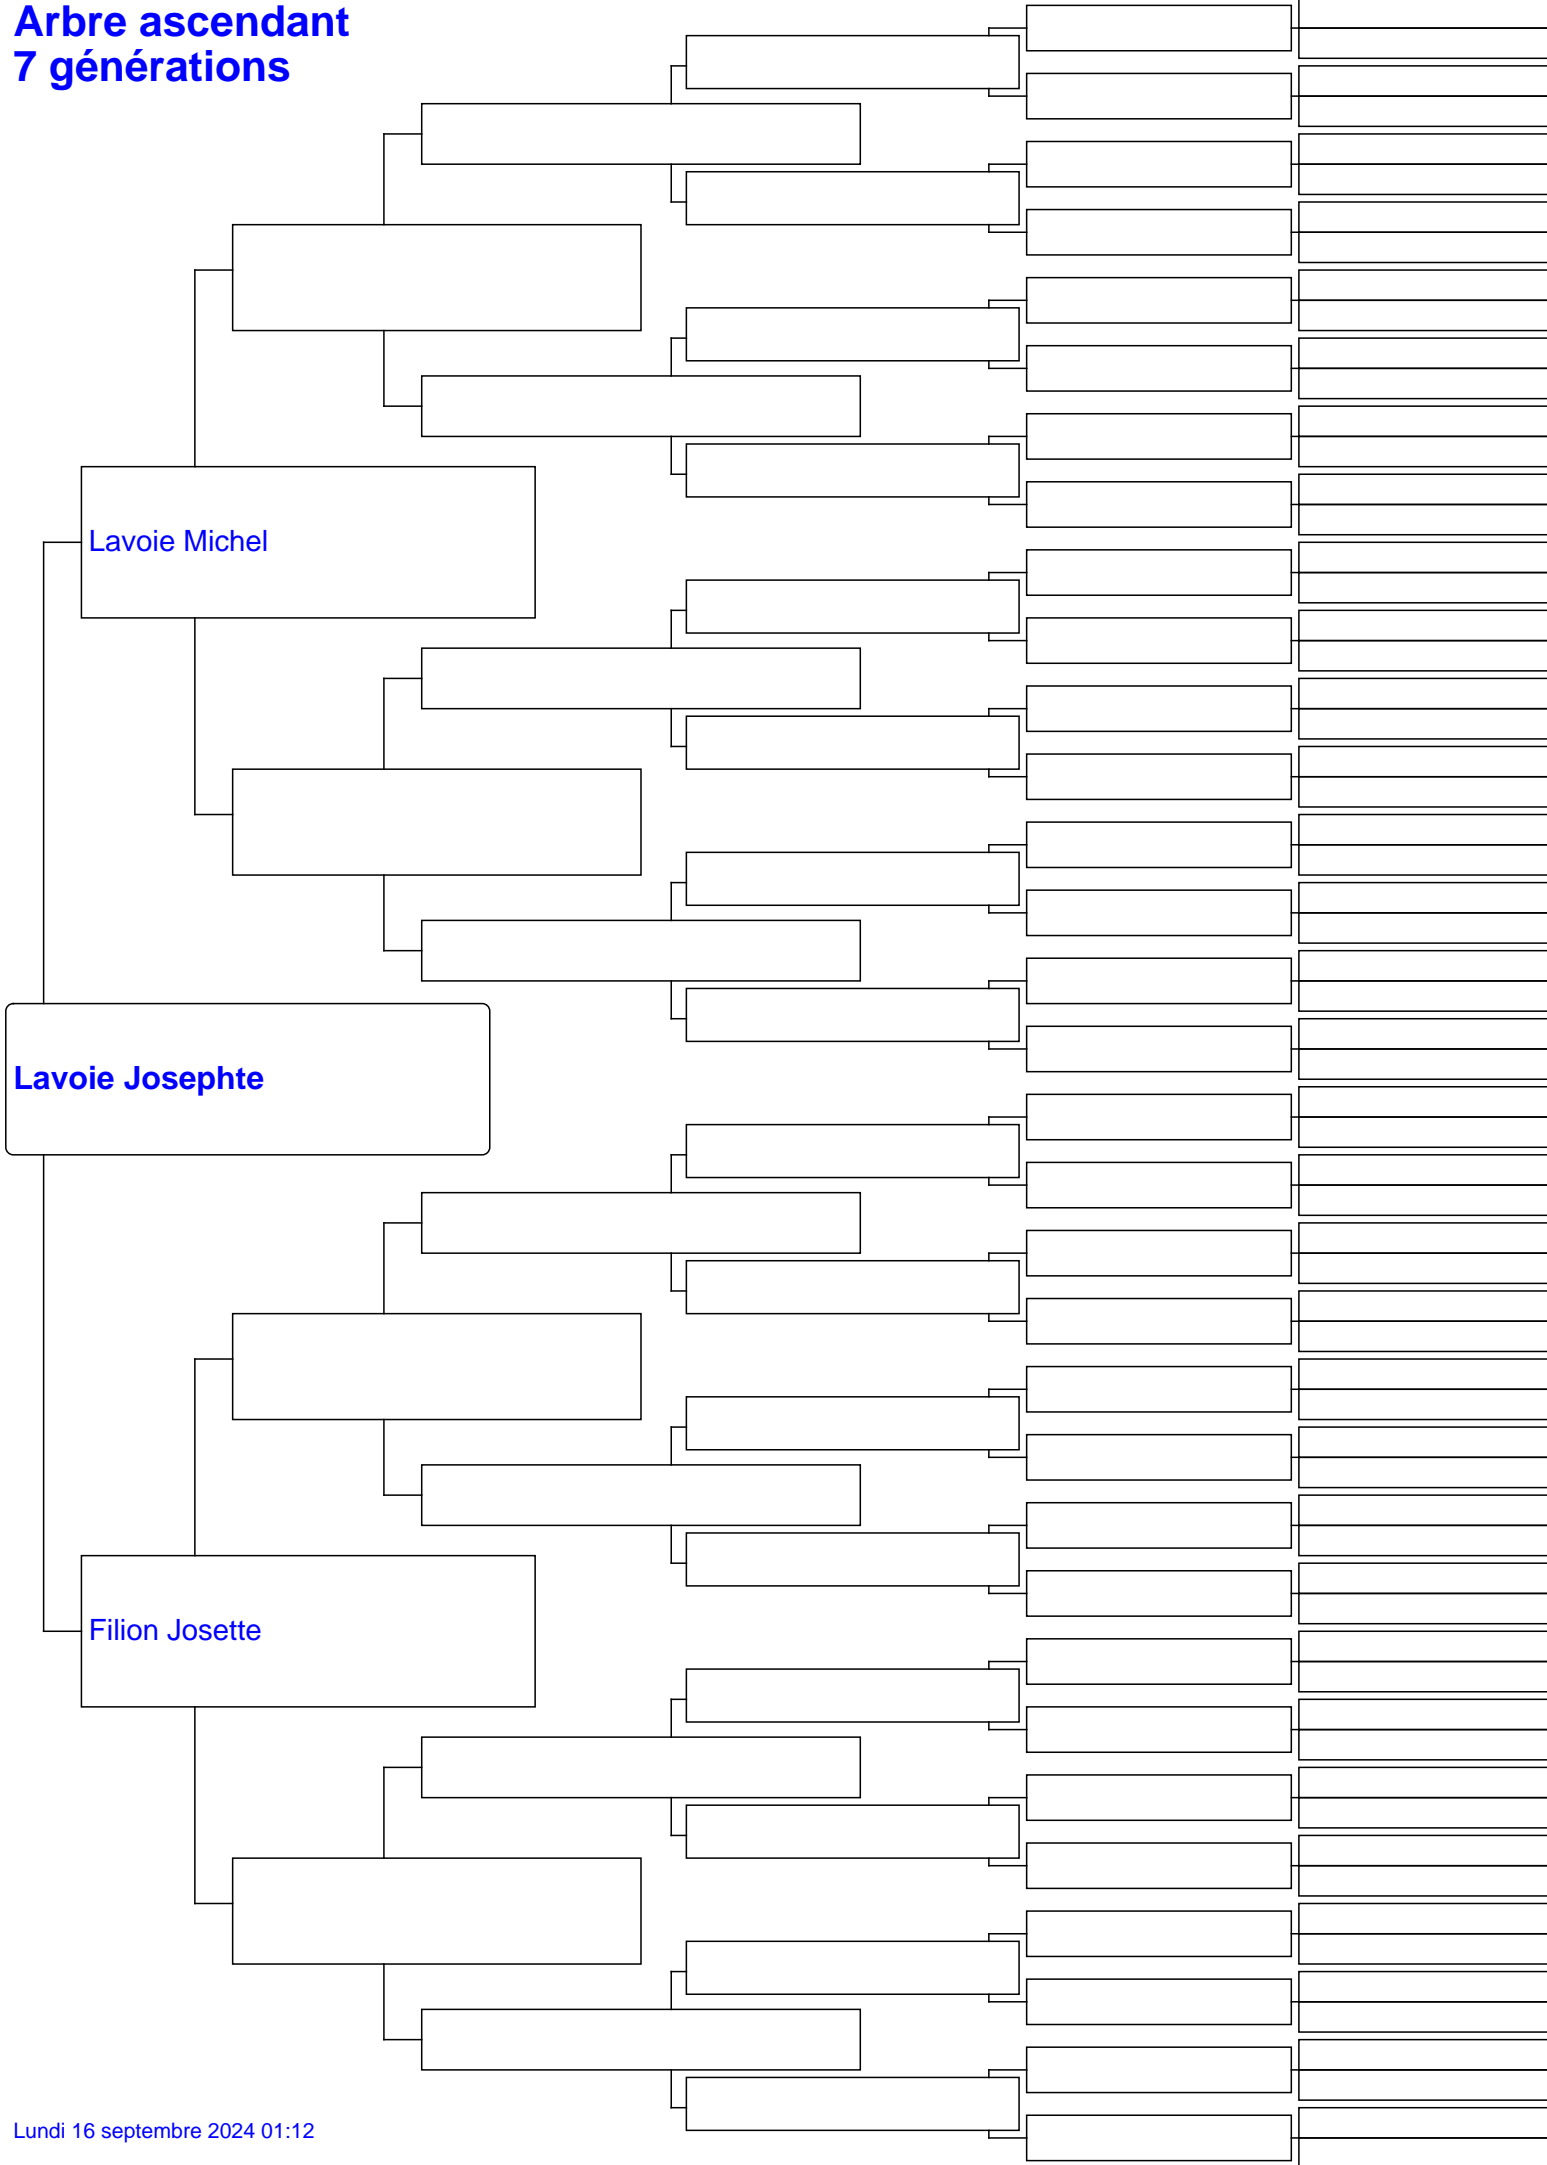 Arbre ascendant
7 générations
Lavoie Michel
Lavoie Josephte
Filion Josette
Lundi 16 septembre 2024 01:12